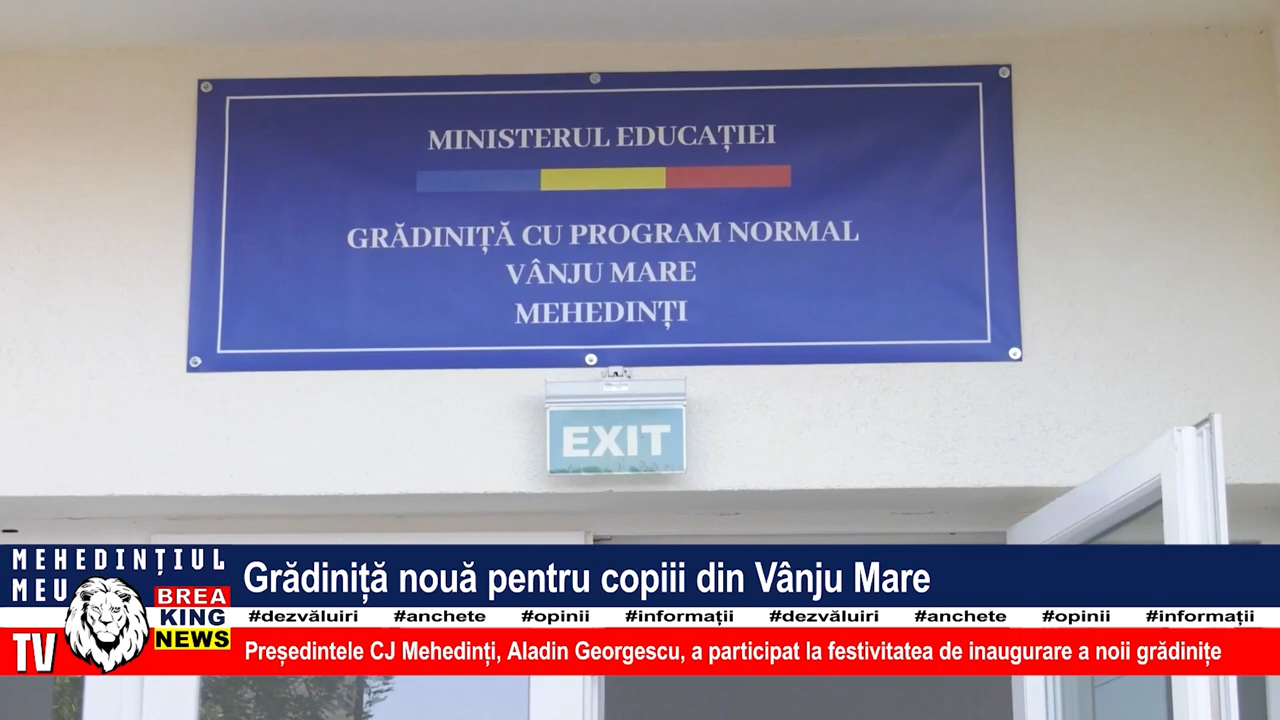 MINISTERUL EDUCAȚIEI
GRĂDINIȚĂ CU PROGRAM NORMAL
VÂNJU MARE
MEHEDINȚI
EXIT
MEHEDINȚIUL
MEU
TV
BREA
KING
NEWS
Grădiniță nouă pentru copiii din Vânju Mare
#dezvăluiri #anchete #opinii #informații #dezvăluiri #anchete #opinii #informații
Președintele CJ Mehedinți, Aladin Georgescu, a participat la festivitatea de inaugurare a noii grădinițe